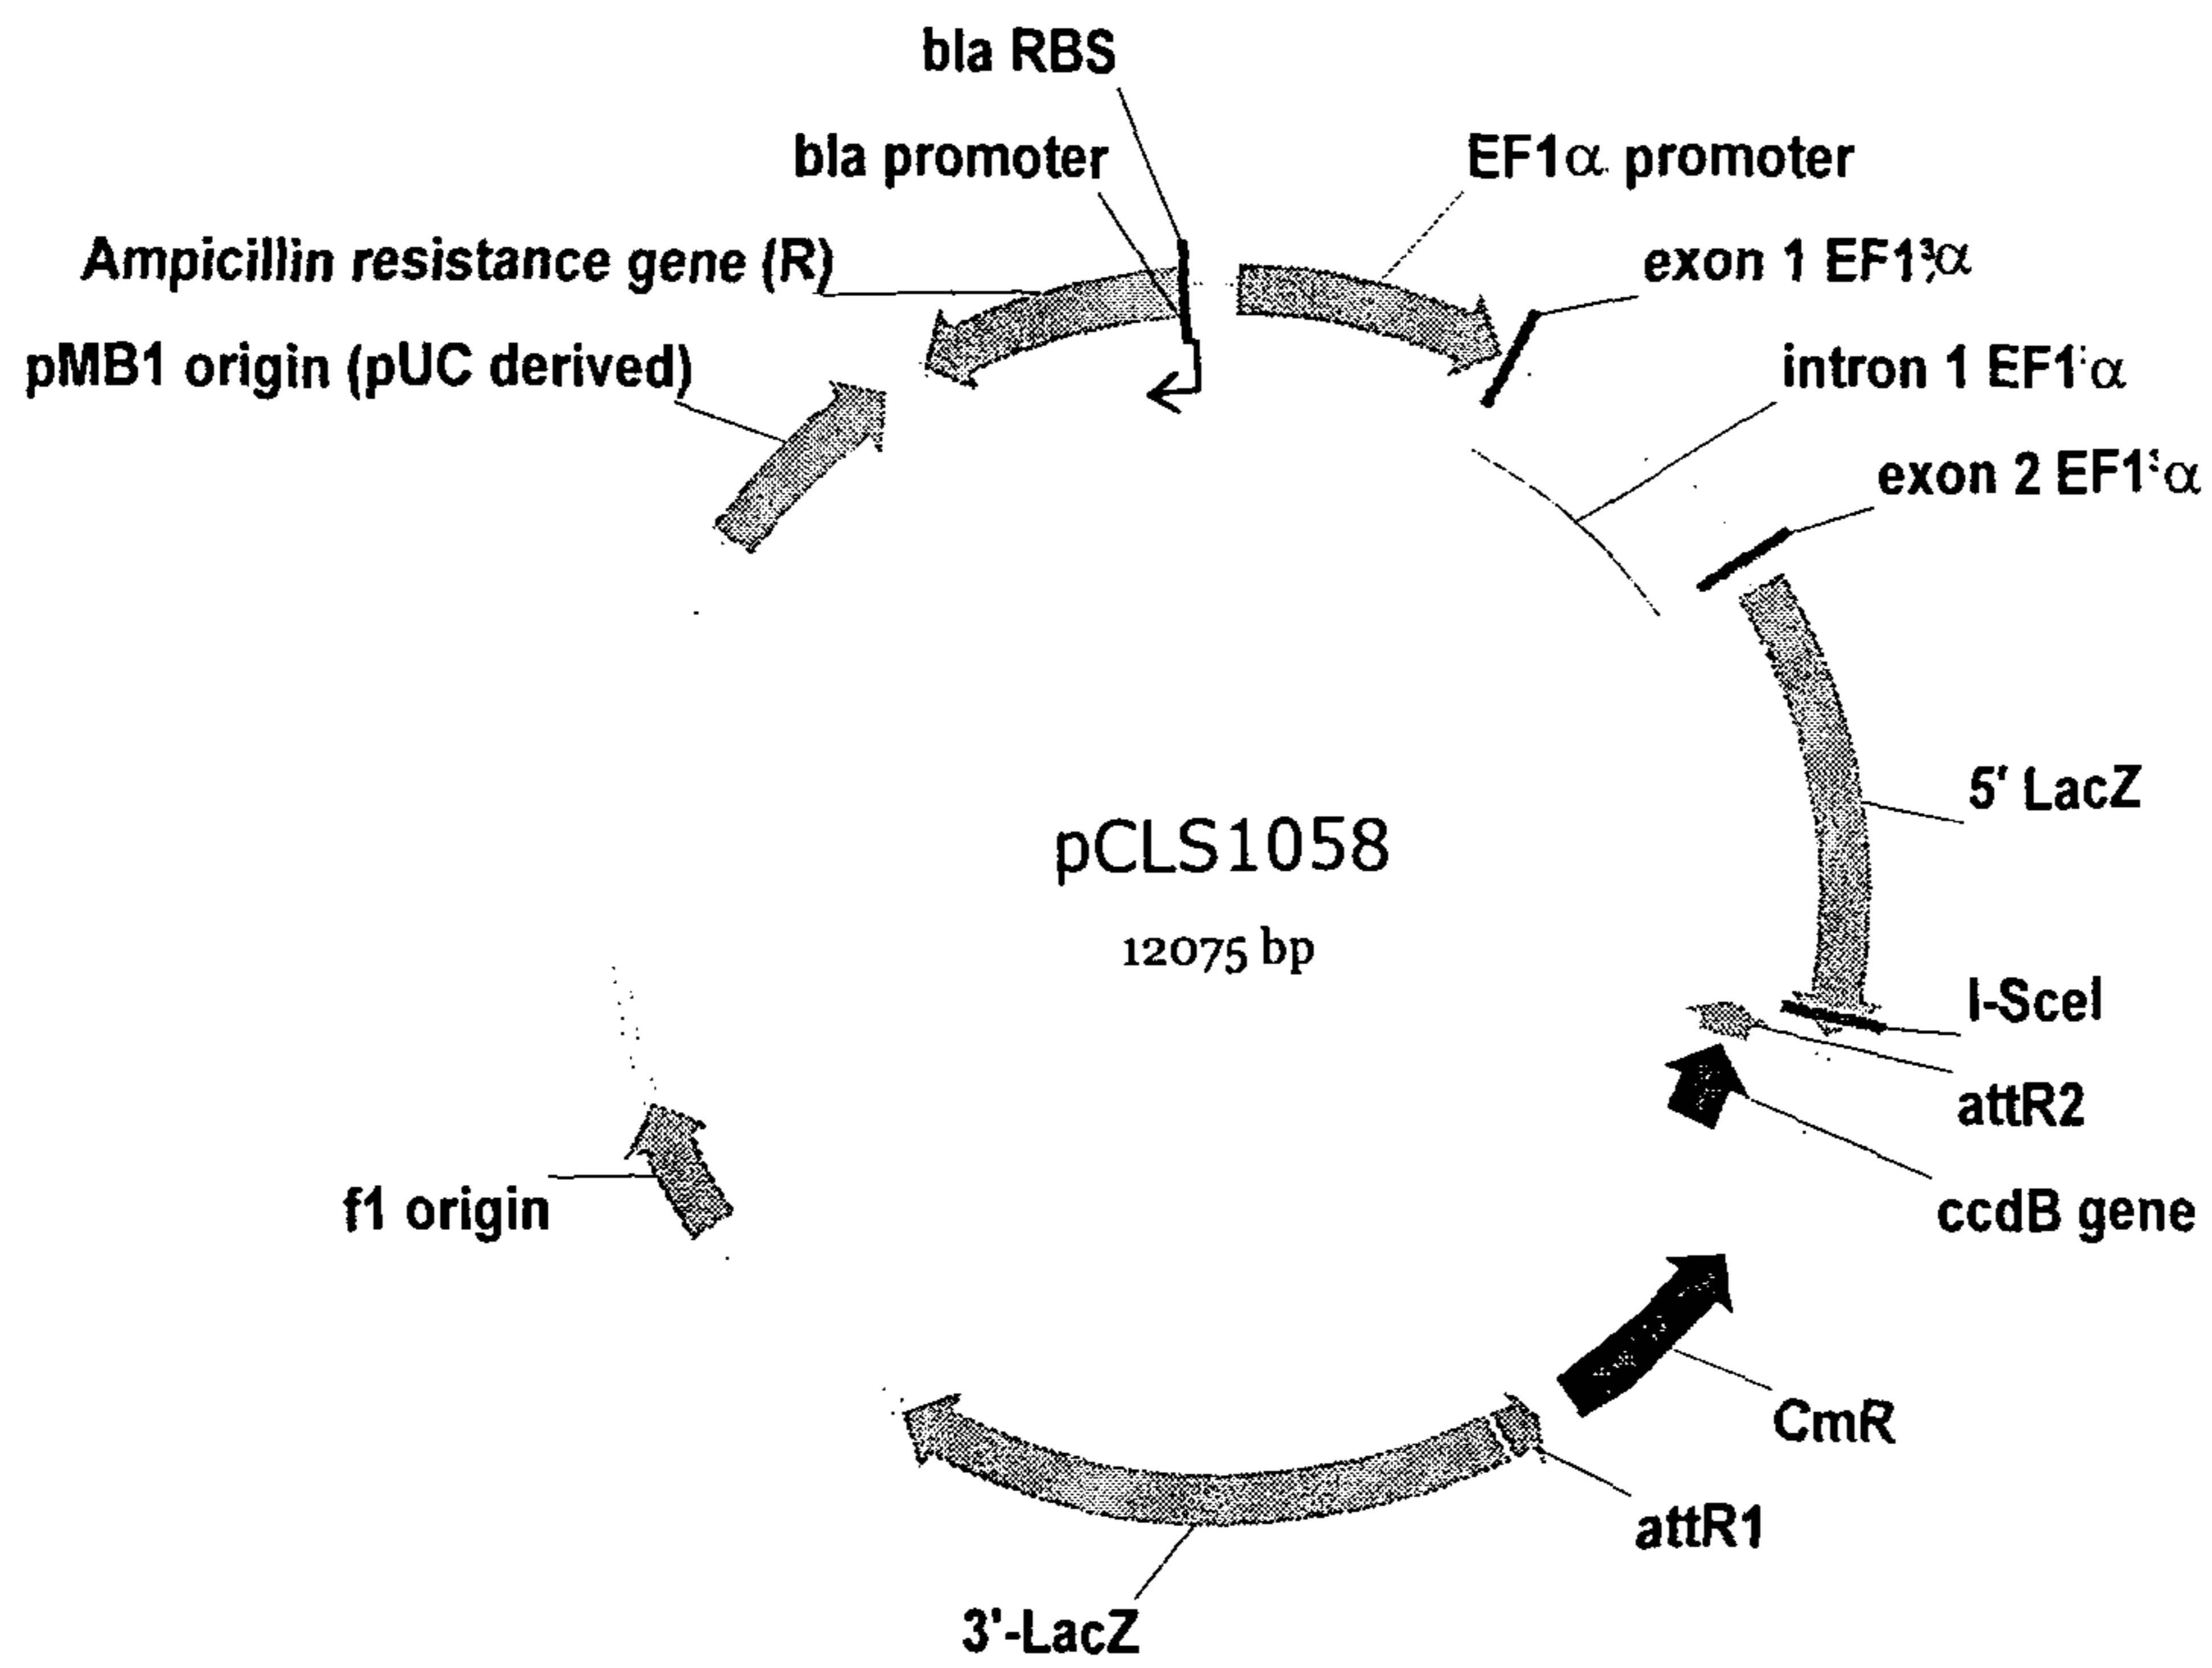 bla RBS
bla promoter
EF1α promoter
Ampicillin resistance gene (R)
exon 1 EF1α
pMB1 origin (pUC derived)
intron 1 EF1α
exon 2 EF1α
5' LacZ
pCLS1058
12075 bp
I-SceI
attR2
f1 origin
ccdB gene
CmR
attR1
3'-LacZ